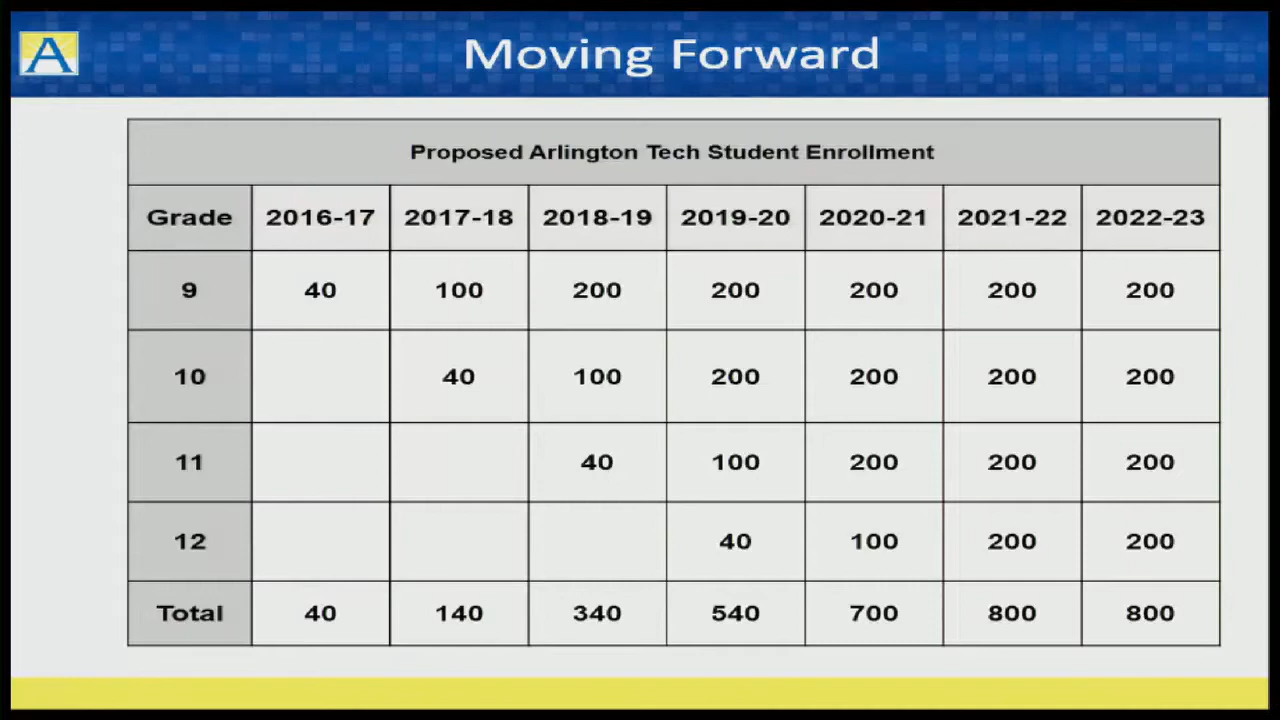 A
Moving Forward
Proposed Arlington Tech Student Enrollment
Grade 2016-17 2017-18 2018-19 2019-20 2020-21 2021-22 2022-23
9 40 100 200 200 200 200 200
10 40 100 200 200 200 200
11 40 100 200 200 200
12 40 100 200 200
Total 40 140 340 540 700 800 800